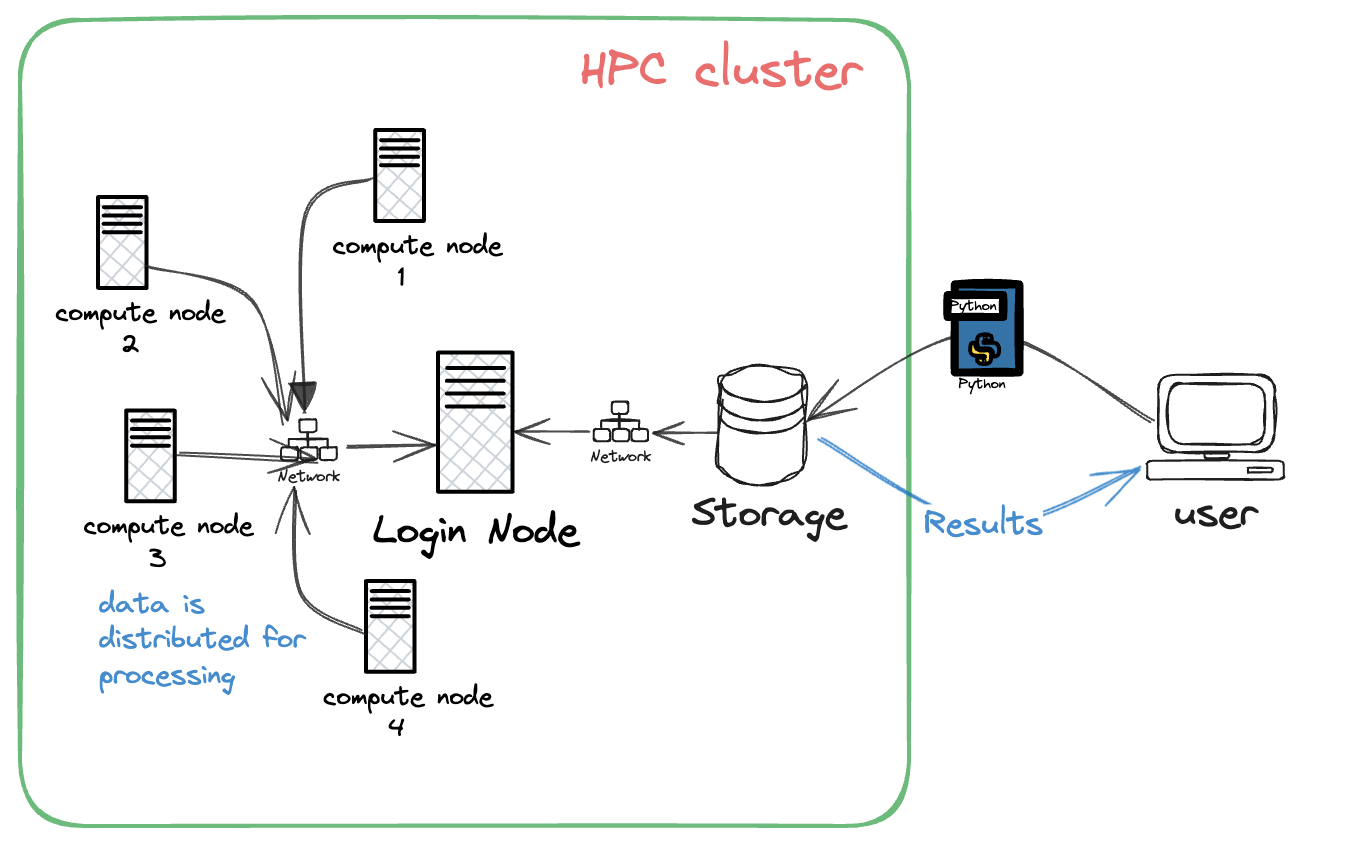 HPC cluster
compute node
1
compute node
2
Python
Python
Network
Network
compute node
3
Login Node
Storage
Results
user
data is
distributed for
processing
compute node
4